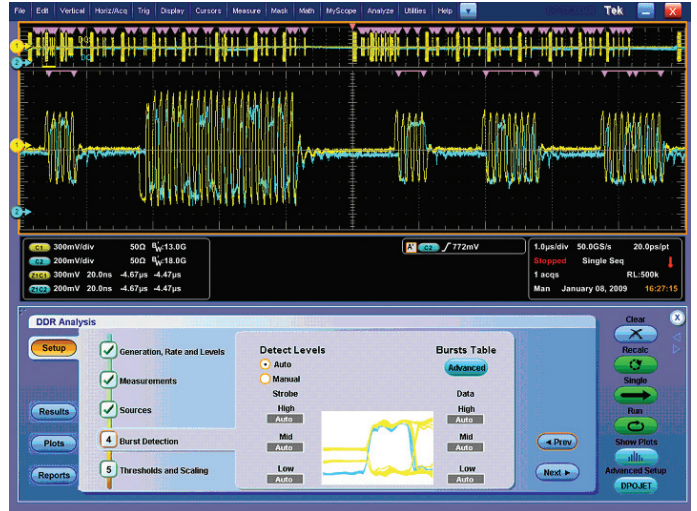 File Edit Vertical Horiz/Acq Trig Display Cursors Measure Mask Math MyScope Analyze Utilities Help Tek X
1
2
1
2
C1 300mV/div 50Ω BW:13.0G
C2 200mV/div 50Ω BW:18.0G
Z1C1 300mV 20.0ns -4.67µs -4.47µs
Z1C2 200mV 20.0ns -4.67µs -4.47µs
A' C2 772mV
1.0µs/div 50.0GS/s 20.0ps/pt
Stopped Single Seq
1 acqs RL:500k
Man January 08, 2009 16:27:15
DDR Analysis
Setup
Results
Plots
Reports
Generation, Rate and Levels
Measurements
Sources
4 Burst Detection
5 Thresholds and Scaling
Detect Levels
Auto
Manual
Strobe
High
Auto
Mid
Auto
Low
Auto
Bursts Table
Advanced
Data
High
Auto
Mid
Auto
Low
Auto
◄ Prev
Next ►
Clear
X
Recalc
Single
Run
Show Plots
Advanced Setup
DPOJET